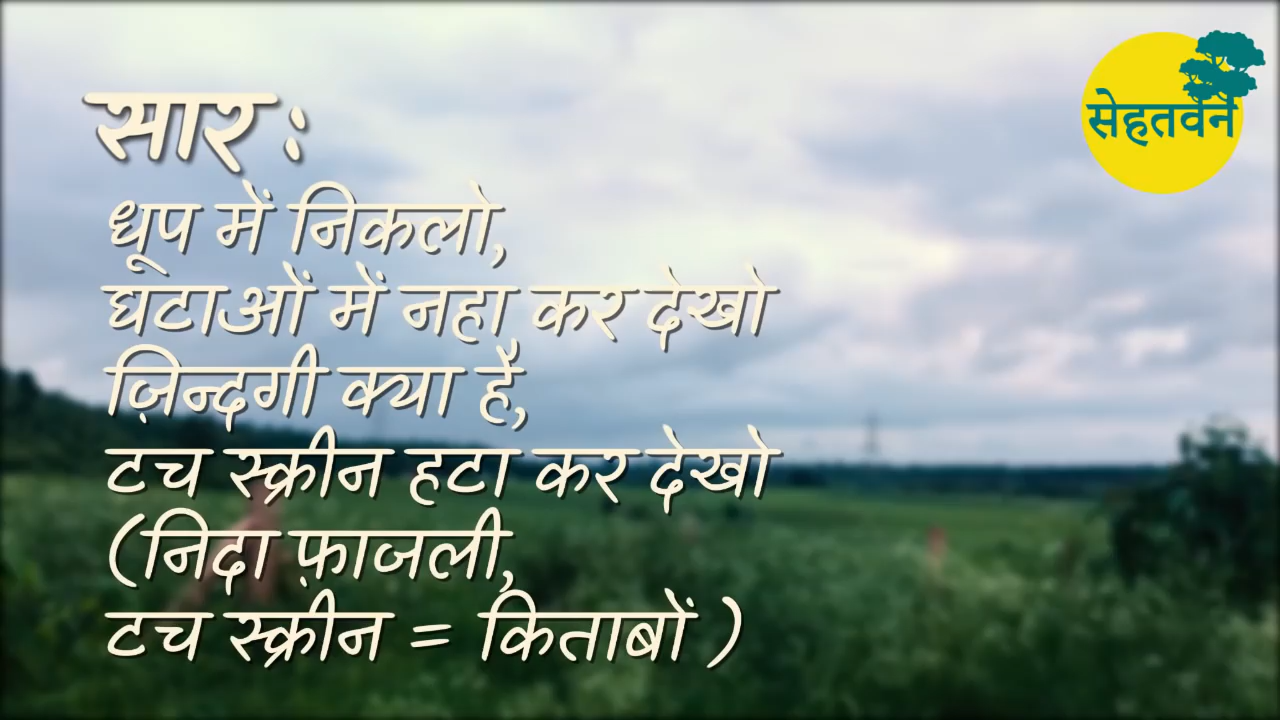 सार :
सेहतवन
धूप में निकलो,
घटाओं में नहा कर देखो
ज़िन्दगी क्या है,
टच स्क्रीन हटा कर देखो
(निदा फ़ाजली,
टच स्क्रीन = किताबों )